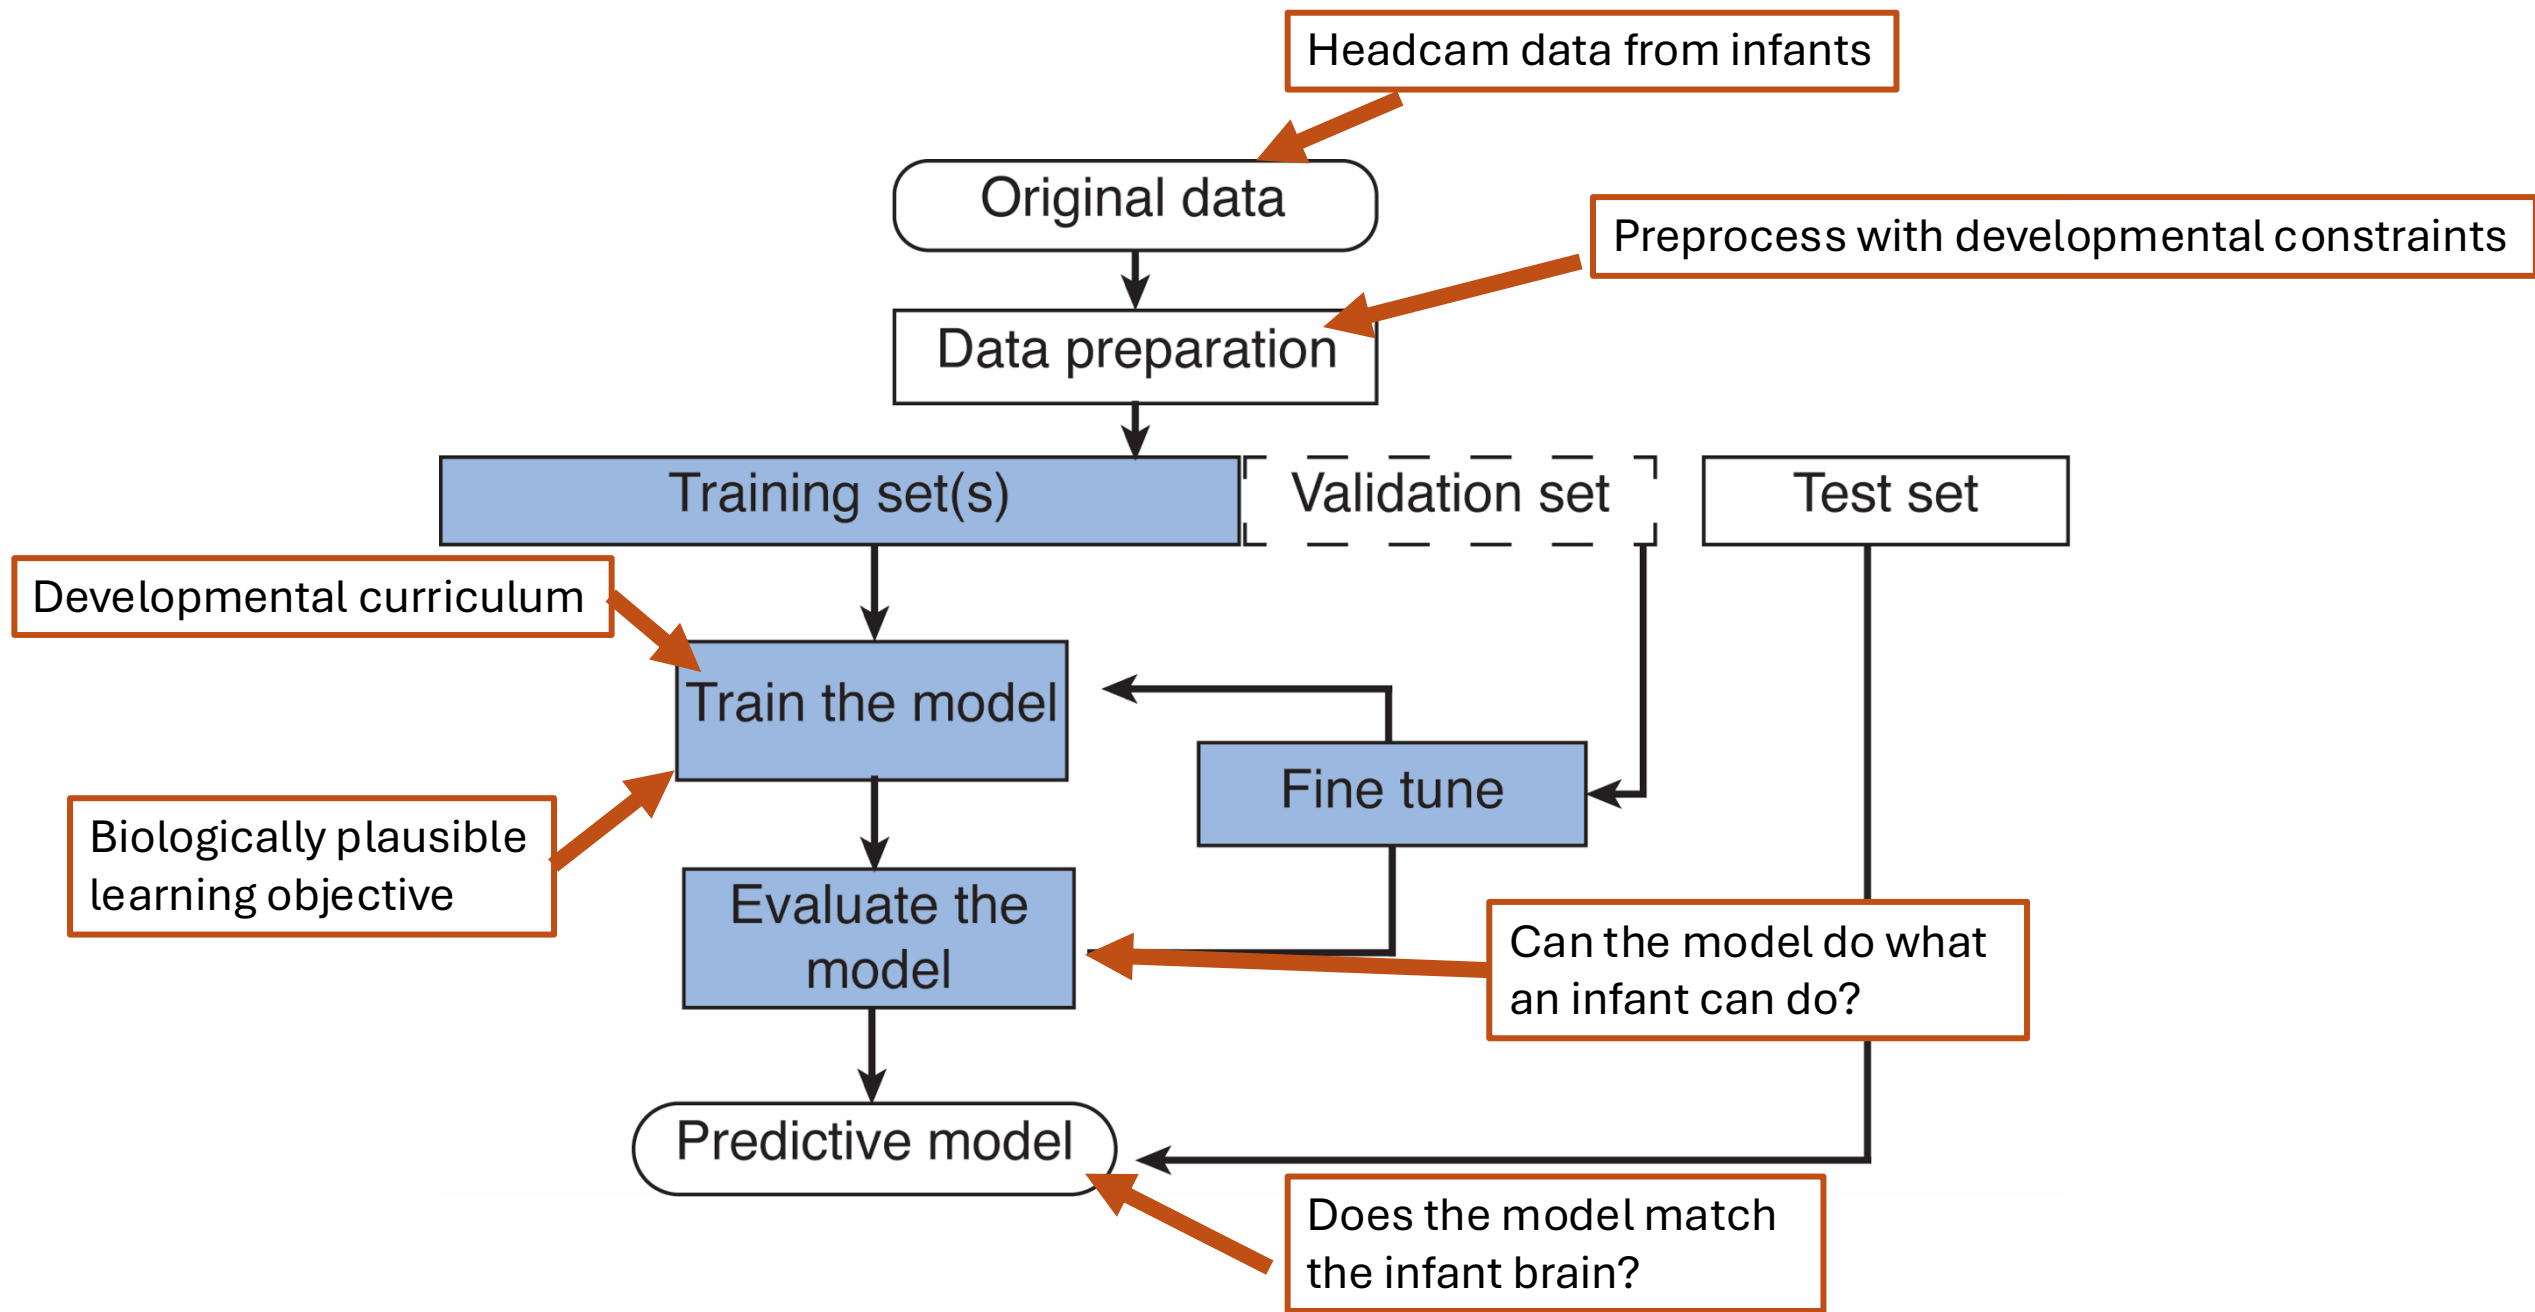 Headcam data from infants
Original data
Preprocess with developmental constraints
Data preparation
Training set(s)
Validation set
Test set
Developmental curriculum
Train the model
Fine tune
Biologically plausible
learning objective
Evaluate the
model
Can the model do what
an infant can do?
Predictive model
Does the model match
the infant brain?